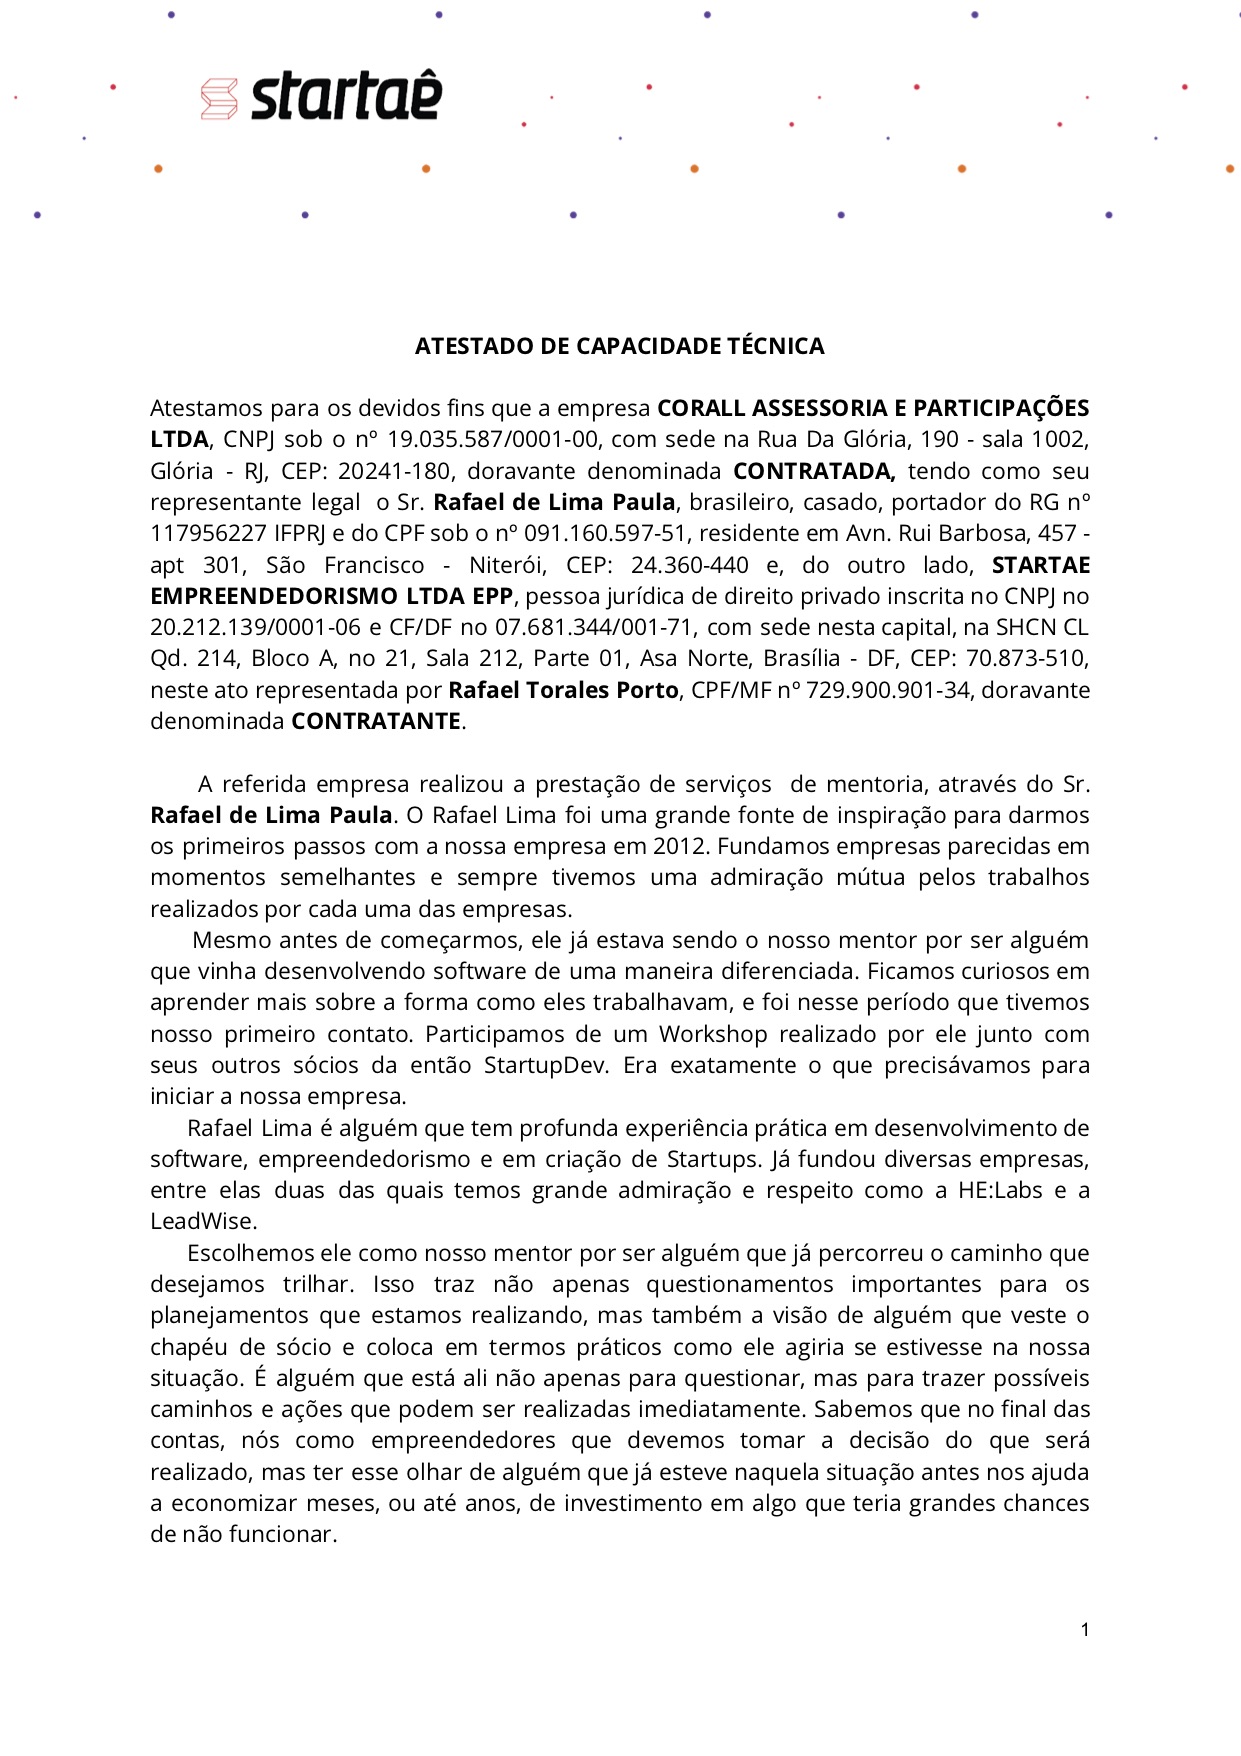 startaê
ATESTADO DE CAPACIDADE TÉCNICA
Atestamos para os devidos fins que a empresa CORALL ASSESSORIA E PARTICIPAÇÕES
LTDA, CNPJ sob o nº 19.035.587/0001-00, com sede na Rua Da Glória, 190 - sala 1002,
Glória - RJ, CEP: 20241-180, doravante denominada CONTRATADA, tendo como seu
representante legal o Sr. Rafael de Lima Paula, brasileiro, casado, portador do RG nº
117956227 IFPRJ e do CPF sob o nº 091.160.597-51, residente em Avn. Rui Barbosa, 457 -
apt 301, São Francisco - Niterói, CEP: 24.360-440 e, do outro lado, STARTAE
EMPREENDEDORISMO LTDA EPP, pessoa jurídica de direito privado inscrita no CNPJ no
20.212.139/0001-06 e CF/DF no 07.681.344/001-71, com sede nesta capital, na SHCN CL
Qd. 214, Bloco A, no 21, Sala 212, Parte 01, Asa Norte, Brasília - DF, CEP: 70.873-510,
neste ato representada por Rafael Torales Porto, CPF/MF nº 729.900.901-34, doravante
denominada CONTRATANTE.
A referida empresa realizou a prestação de serviços de mentoria, através do Sr.
Rafael de Lima Paula. O Rafael Lima foi uma grande fonte de inspiração para darmos
os primeiros passos com a nossa empresa em 2012. Fundamos empresas parecidas em
momentos semelhantes e sempre tivemos uma admiração mútua pelos trabalhos
realizados por cada uma das empresas.
Mesmo antes de começarmos, ele já estava sendo o nosso mentor por ser alguém
que vinha desenvolvendo software de uma maneira diferenciada. Ficamos curiosos em
aprender mais sobre a forma como eles trabalhavam, e foi nesse período que tivemos
nosso primeiro contato. Participamos de um Workshop realizado por ele junto com
seus outros sócios da então StartupDev. Era exatamente o que precisávamos para
iniciar a nossa empresa.
Rafael Lima é alguém que tem profunda experiência prática em desenvolvimento de
software, empreendedorismo e em criação de Startups. Já fundou diversas empresas,
entre elas duas das quais temos grande admiração e respeito como a HE:Labs e a
LeadWise.
Escolhemos ele como nosso mentor por ser alguém que já percorreu o caminho que
desejamos trilhar. Isso traz não apenas questionamentos importantes para os
planejamentos que estamos realizando, mas também a visão de alguém que veste o
chapéu de sócio e coloca em termos práticos como ele agiria se estivesse na nossa
situação. É alguém que está ali não apenas para questionar, mas para trazer possíveis
caminhos e ações que podem ser realizadas imediatamente. Sabemos que no final das
contas, nós como empreendedores que devemos tomar a decisão do que será
realizado, mas ter esse olhar de alguém que já esteve naquela situação antes nos ajuda
a economizar meses, ou até anos, de investimento em algo que teria grandes chances
de não funcionar.
1